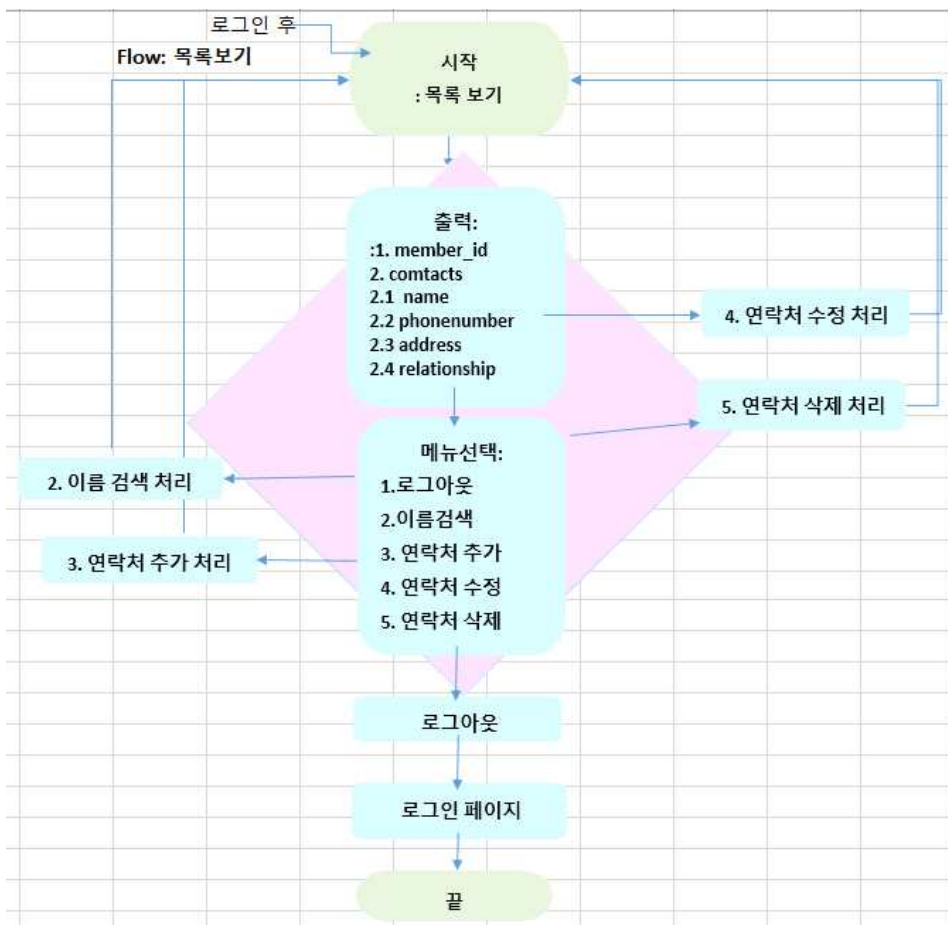 로그인 후
Flow: 목록보기
시작
: 목록 보기
출력:
:1. member_id
2. comtacts
2.1 name
2.2 phonenumber
2.3 address
2.4 relationship
4. 연락처 수정 처리
5. 연락처 삭제 처리
메뉴선택:
1.로그아웃
2.이름검색
3. 연락처 추가
4. 연락처 수정
5. 연락처 삭제
2. 이름 검색 처리
3. 연락처 추가 처리
로그아웃
로그인 페이지
끝